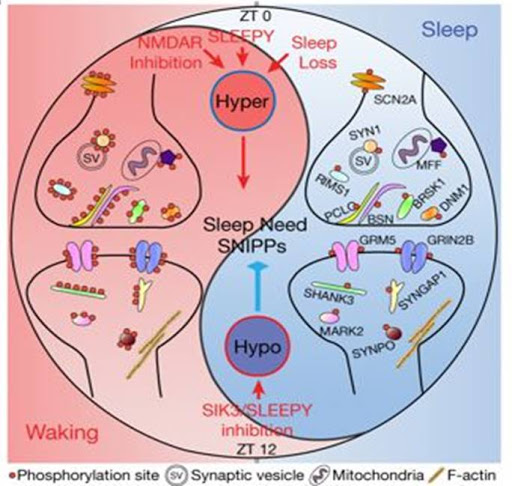 ZT 0
Sleep
NMDAR
Inhibition
SLEEPY
Sleep
Loss
Hyper
SV
SCN2A
SYN1
SV
MFF
RIMS1
PCLO
BSN
BRSK1
DNM1
Sleep Need
SNIPPs
GRM5
GRIN2B
SHANK3
SYNGAP1
MARK2
SYNPO
Hypo
SIK3/SLEEPY
inhibition
Waking
ZT 12
Phosphorylation site
SV Synaptic vesicle
Mitochondria
F-actin